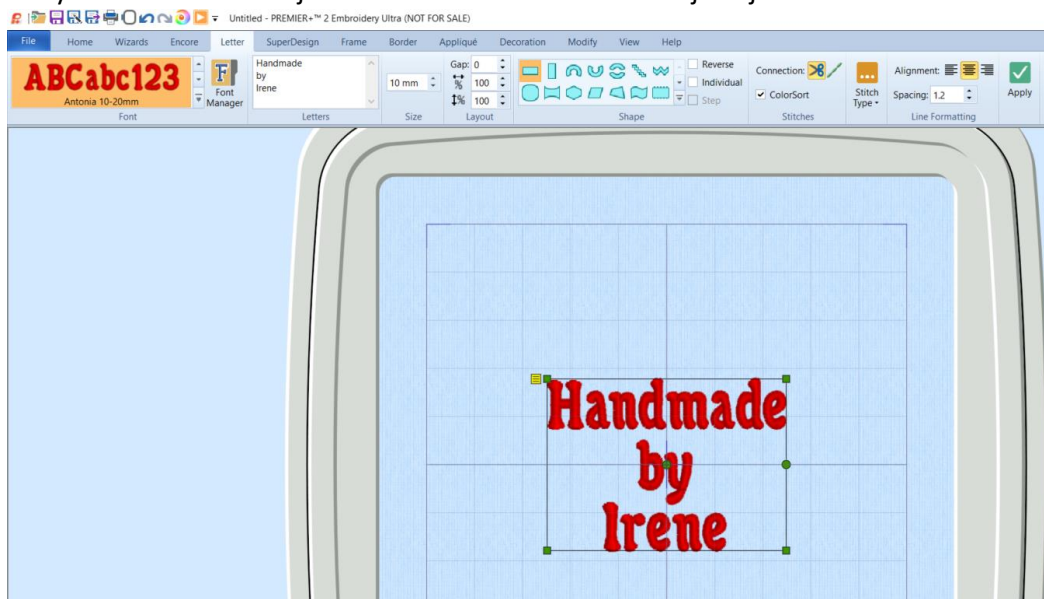 Untitled - PREMIER+™ 2 Embroidery Ultra (NOT FOR SALE)
File Home Wizards Encore Letter SuperDesign Frame Border Appliqué Decoration Modify View Help
ABCabc123
Antonia 10-20mm
Font
Font Manager
Handmade
by
Irene
Letters
10 mm
Size
Gap: 0
% 100
% 100
Layout
Reverse
Individual
Step
Shape
Connection:
ColorSort
Stitches
Stitch Type
Alignment:
Spacing: 1.2
Line Formatting
Apply
Handmade
by
Irene